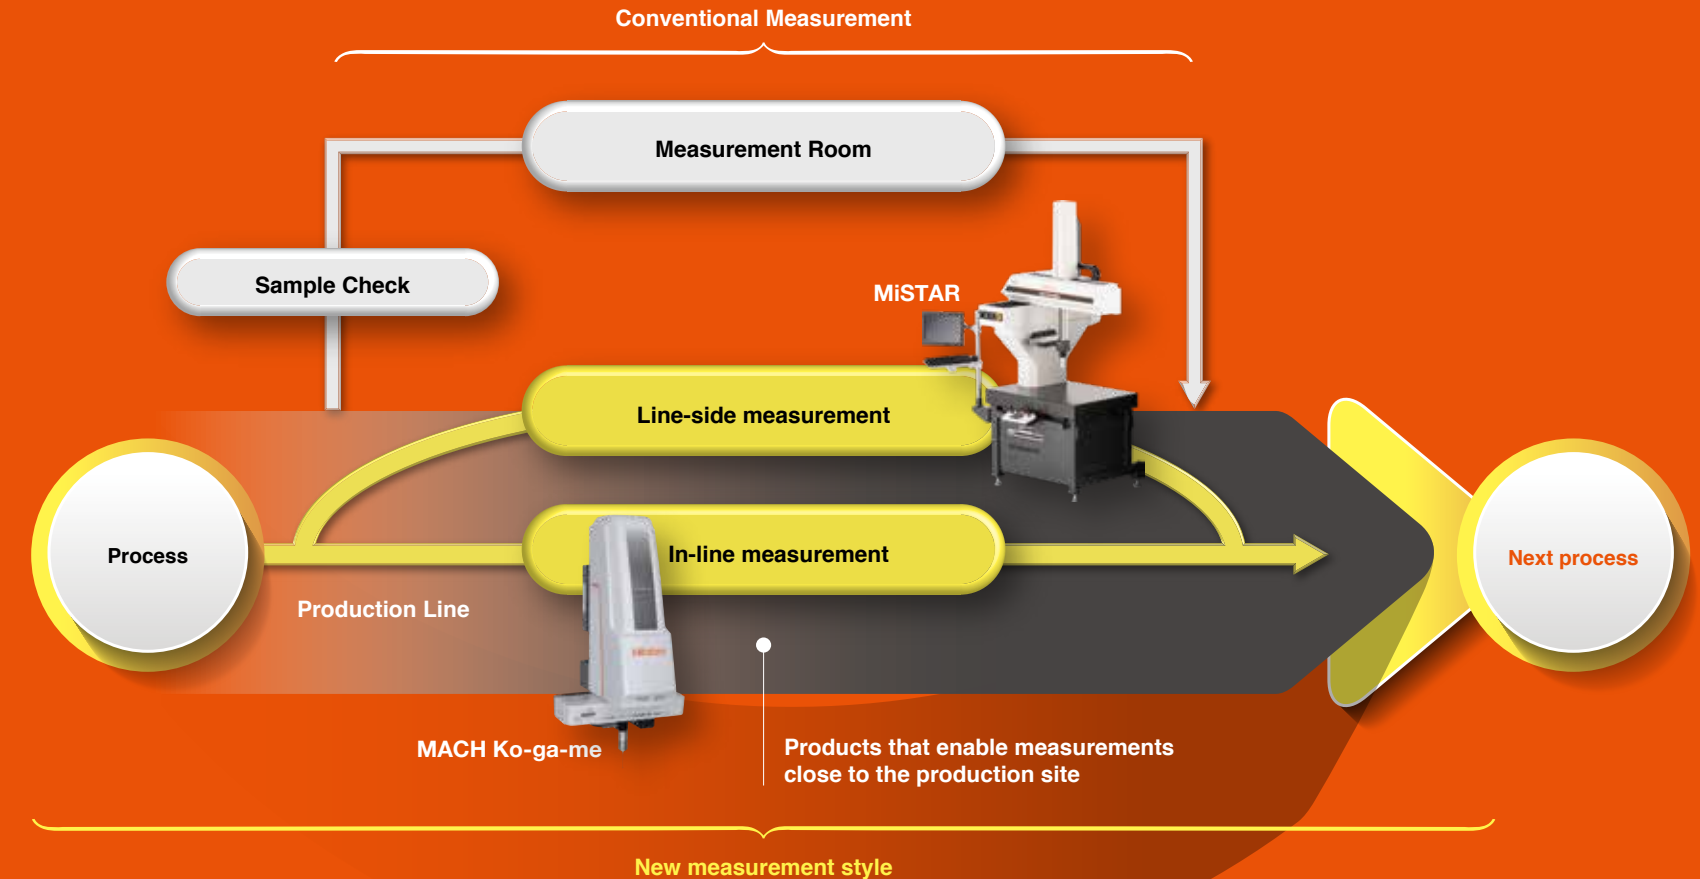 Conventional Measurement
Measurement Room
Sample Check
MiSTAR
Line-side measurement
In-line measurement
Process
Next process
Production Line
MACH Ko-ga-me
Products that enable measurements
close to the production site
New measurement style